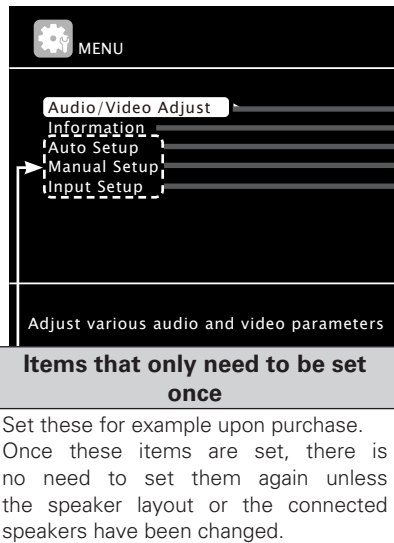 MENU
Audio/Video Adjust
Information
Auto Setup
Manual Setup
Input Setup
Adjust various audio and video parameters
Items that only need to be set
once
Set these for example upon purchase.
Once these items are set, there is
no need to set them again unless
the speaker layout or the connected
speakers have been changed.